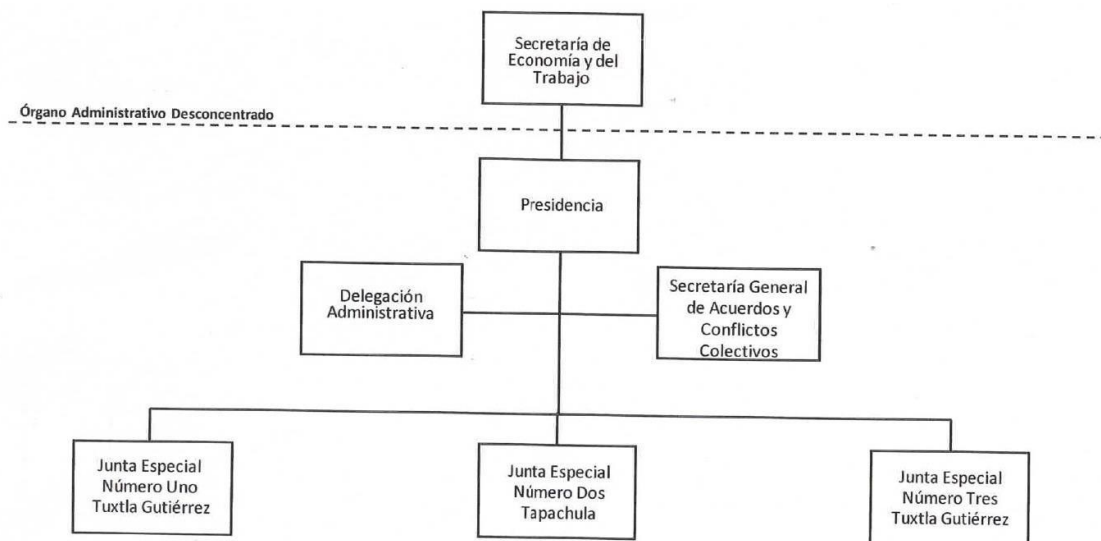 Secretaría de
Economía y del
Trabajo
Órgano Administrativo Desconcentrado
Presidencia
Delegación
Administrativa
Secretaría General
de Acuerdos y
Conflictos
Colectivos
Junta Especial
Número Uno
Tuxtla Gutiérrez
Junta Especial
Número Dos
Tapachula
Junta Especial
Número Tres
Tuxtla Gutiérrez